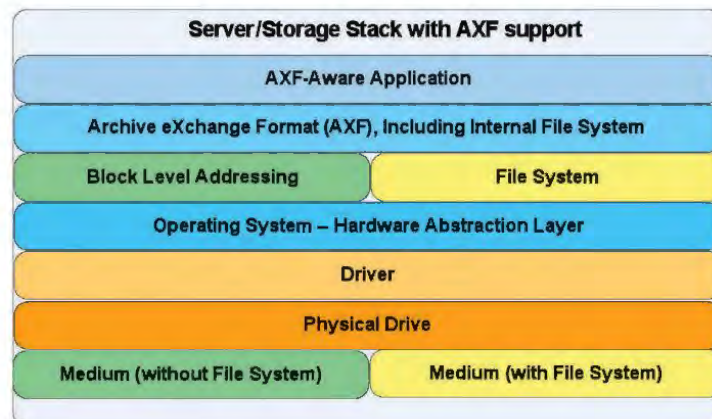 Server/Storage Stack with AXF support
AXF-Aware Application
Archive eXchange Format (AXF), Including Internal File System
Block Level Addressing
File System
Operating System – Hardware Abstraction Layer
Driver
Physical Drive
Medium (without File System)
Medium (with File System)